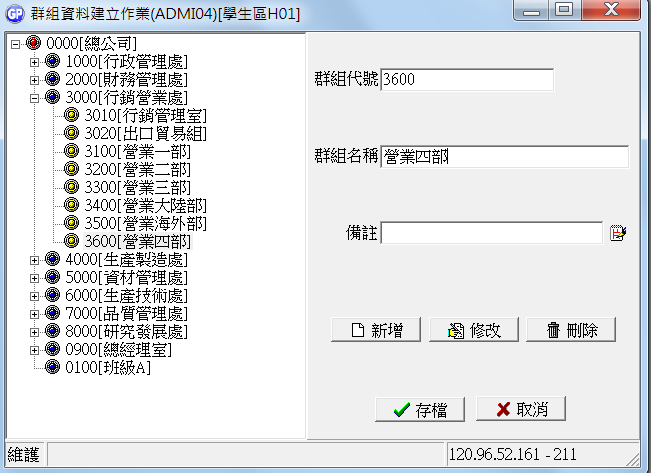 GP 群組資料建立作業(ADMI04)[學生區H01]
0000[總公司]
1000[行政管理處]
2000[財務管理處]
3000[行銷營業處]
3010[行銷管理室]
3020[出口貿易組]
3100[營業一部]
3200[營業二部]
3300[營業三部]
3400[營業大陸部]
3500[營業海外部]
3600[營業四部]
4000[生產製造處]
5000[資材管理處]
6000[生產技術處]
7000[品質管理處]
8000[研究發展處]
0900[總經理室]
0100[班級A]
群組代號 3600
群組名稱 營業四部
備註
新增 修改 刪除
存檔 取消
維護 120.96.52.161 - 211